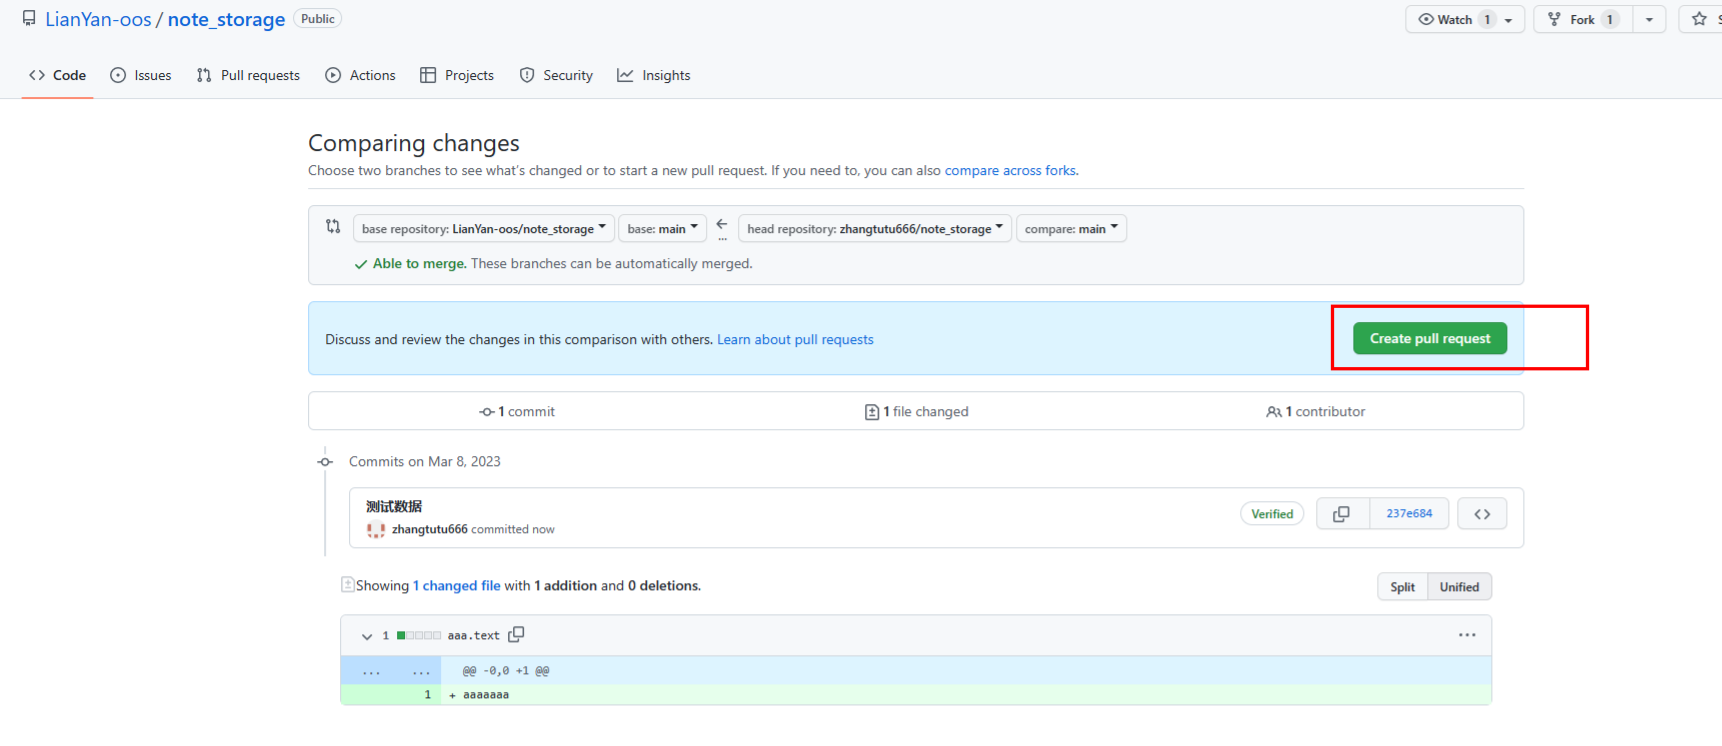 LianYan-oos / note_storage Public
Watch 1 Fork 1
Code Issues Pull requests Actions Projects Security Insights
Comparing changes
Choose two branches to see what's changed or to start a new pull request. If you need to, you can also compare across forks.
base repository: LianYan-oos/note_storage base: main ← ... head repository: zhangtutu666/note_storage compare: main
Able to merge. These branches can be automatically merged.
Discuss and review the changes in this comparison with others. Learn about pull requests Create pull request
1 commit 1 file changed 1 contributor
Commits on Mar 8, 2023
测试数据
zhangtutu666 committed now
Verified 237e684
Showing 1 changed file with 1 addition and 0 deletions. Split Unified
1 aaa.text ...
... ... @@ -0,0 +1 @@
1 + aaaaaaa